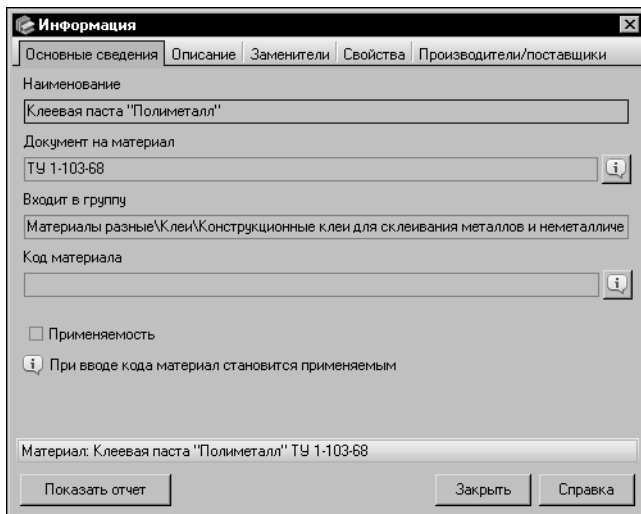 Информация
Основные сведения Описание Заменители Свойства Производители/поставщики
Наименование
Клеевая паста "Полиметалл"
Документ на материал
ТУ 1-103-68
Входит в группу
Материалы разные\Клеи\Конструкционные клеи для склеивания металлов и неметалличе
Код материала
Применяемость
При вводе кода материал становится применяемым
Материал: Клеевая паста "Полиметалл" ТУ 1-103-68
Показать отчет Закрыть Справка